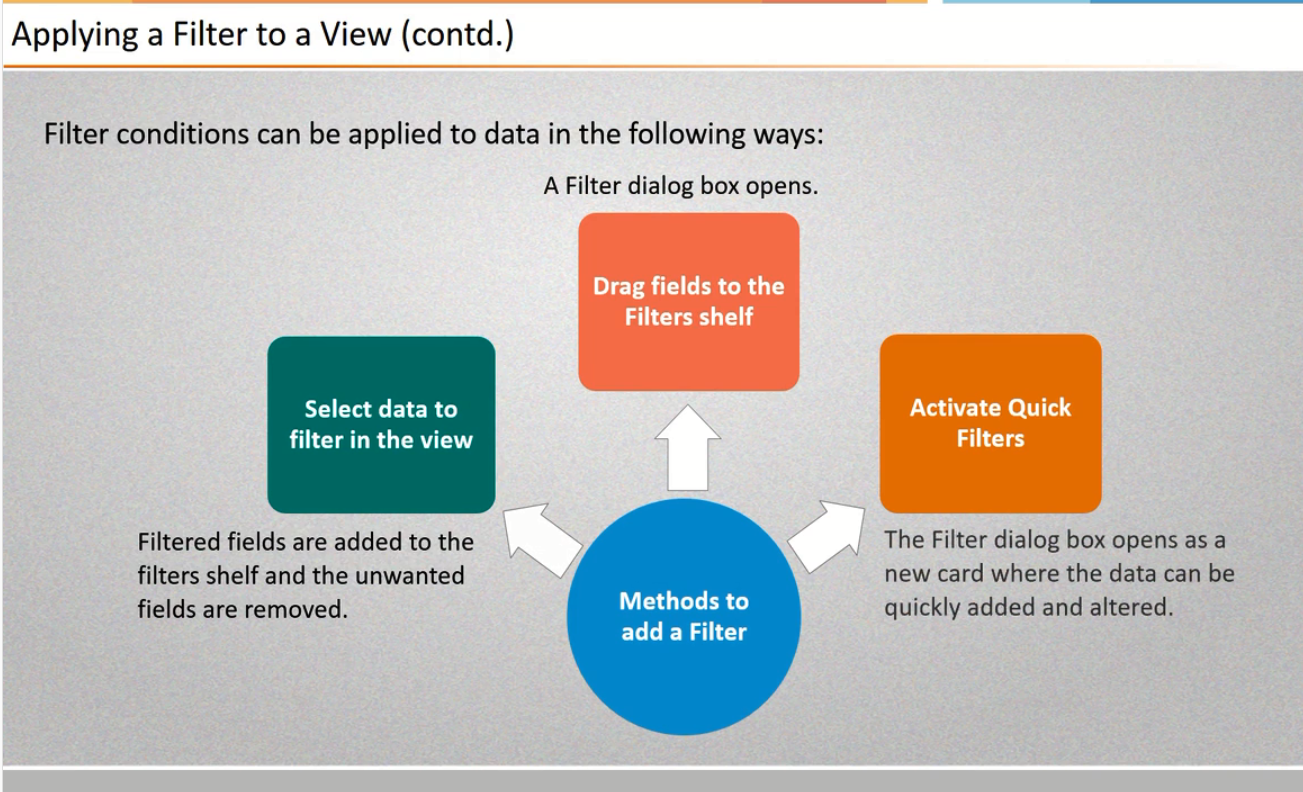 Applying a Filter to a View (contd.)
Filter conditions can be applied to data in the following ways:
A Filter dialog box opens.
Drag fields to the
Filters shelf
Select data to
filter in the view
Activate Quick
Filters
Filtered fields are added to the
filters shelf and the unwanted
fields are removed.
The Filter dialog box opens as a
new card where the data can be
quickly added and altered.
Methods to
add a Filter